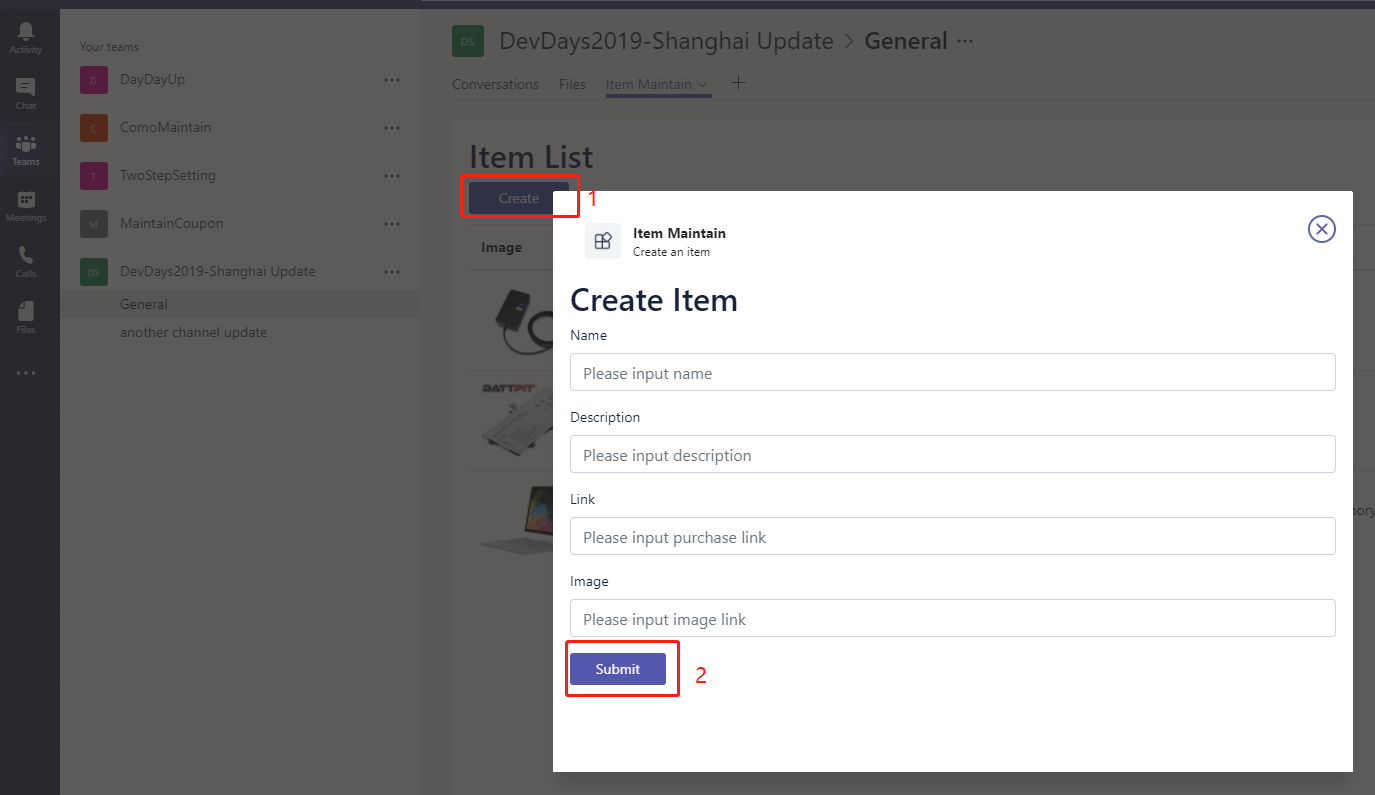 Activity
Chat
Teams
Meetings
Calls
Files
Your teams
D DayDayUp
C ComoMaintain
T TwoStepSetting
M MaintainCoupon
DS DevDays2019-Shanghai Update
General
another channel update
DS DevDays2019-Shanghai Update > General ...
Conversations Files Item Maintain
Item List
Create 1
Image
BATTPIT
Item Maintain
Create an item
Create Item
Name
Please input name
Description
Please input description
Link
Please input purchase link
Image
Please input image link
Submit 2